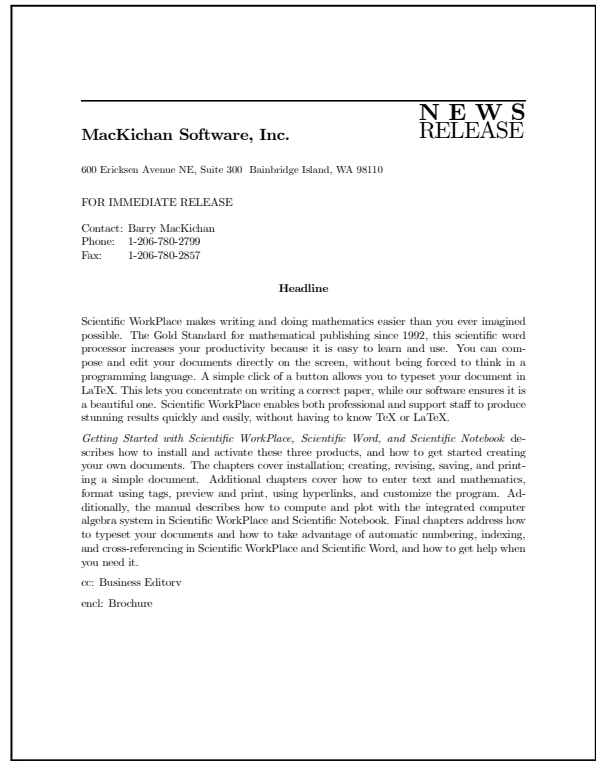 NEWS
RELEASE
MacKichan Software, Inc.
600 Ericksen Avenue NE, Suite 300 Bainbridge Island, WA 98110
FOR IMMEDIATE RELEASE
Contact: Barry MacKichan
Phone: 1-206-780-2799
Fax: 1-206-780-2857
Headline
Scientific WorkPlace makes writing and doing mathematics easier than you ever imagined
possible. The Gold Standard for mathematical publishing since 1992, this scientific word
processor increases your productivity because it is easy to learn and use. You can com-
pose and edit your documents directly on the screen, without being forced to think in a
programming language. A simple click of a button allows you to typeset your document in
LaTeX. This lets you concentrate on writing a correct paper, while our software ensures it is
a beautiful one. Scientific WorkPlace enables both professional and support staff to produce
stunning results quickly and easily, without having to know TeX or LaTeX.
Getting Started with Scientific WorkPlace, Scientific Word, and Scientific Notebook de-
scribes how to install and activate these three products, and how to get started creating
your own documents. The chapters cover installation; creating, revising, saving, and print-
ing a simple document. Additional chapters cover how to enter text and mathematics,
format using tags, preview and print, using hyperlinks, and customize the program. Ad-
ditionally, the manual describes how to compute and plot with the integrated computer
algebra system in Scientific WorkPlace and Scientific Notebook. Final chapters address how
to typeset your documents and how to take advantage of automatic numbering, indexing,
and cross-referencing in Scientific WorkPlace and Scientific Word, and how to get help when
you need it.
cc: Business Editorv
encl: Brochure